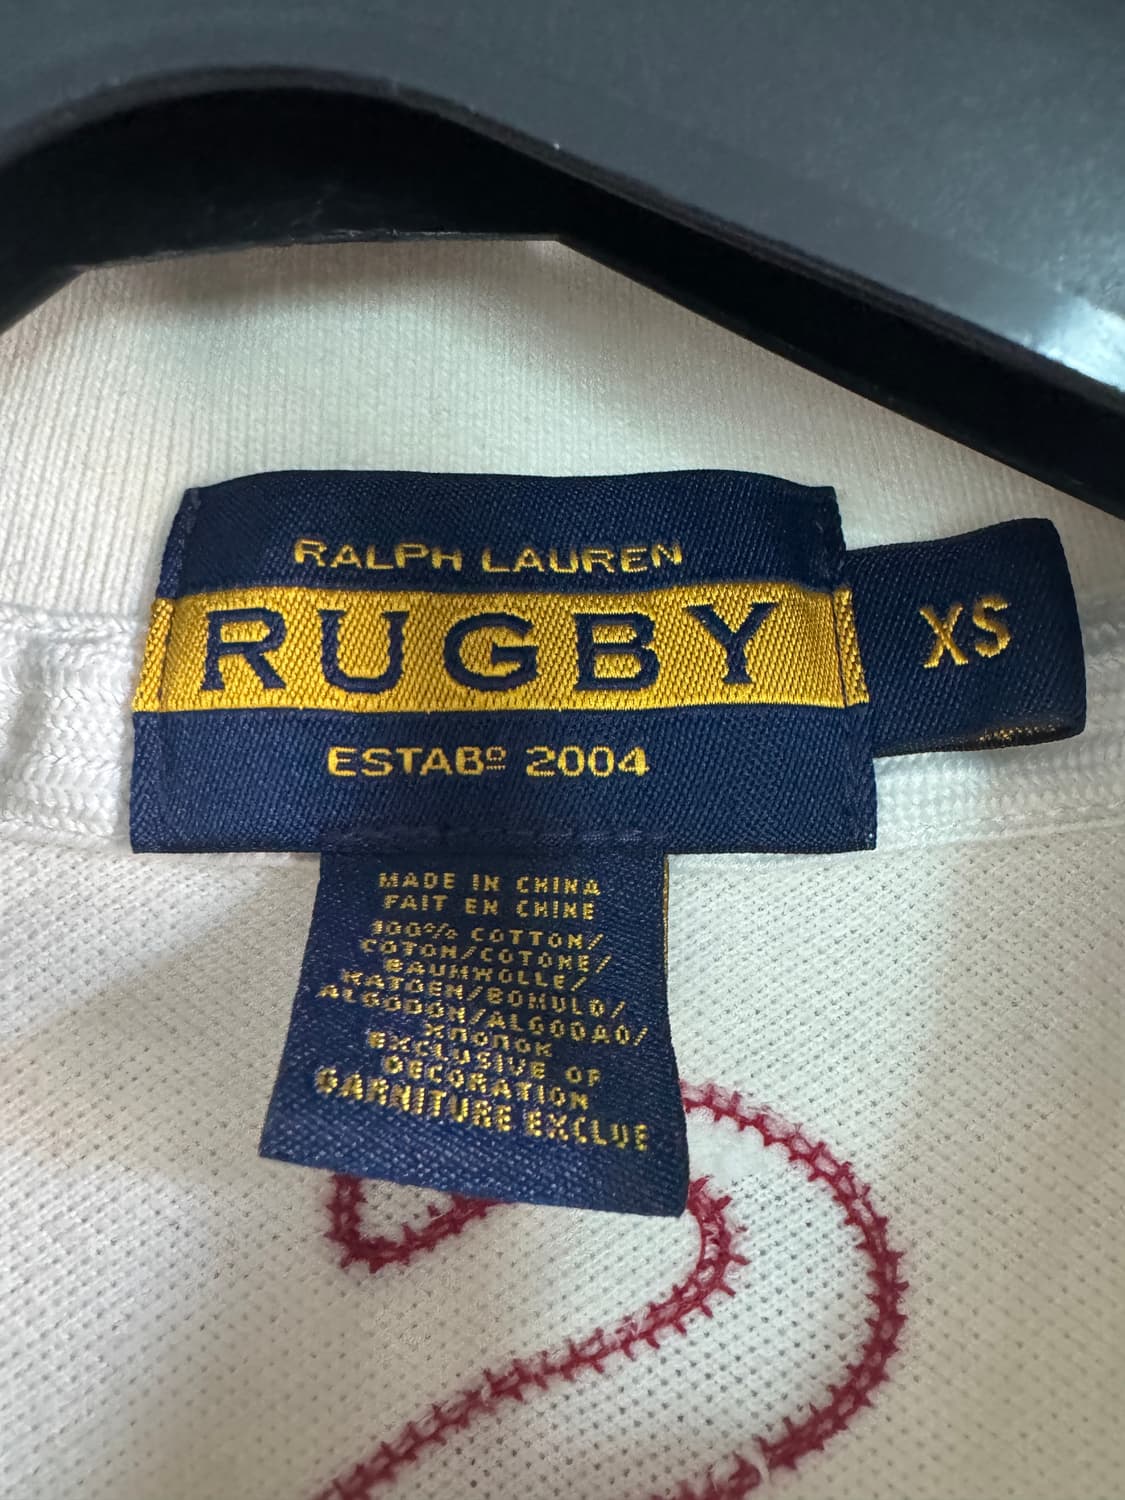 RALPH LAUREN
RUGBY
XS
ESTABº 2004
MADE IN CHINA
FAIT EN CHINE
100% COTTON/
COTON/COTONE/
BAUMWOLLE/
KATOEN/BOMULD/
ALGODON/ALGODAO/
ХЛОПОК
EXCLUSIVE OF
DECORATION
GARNITURE EXCLUE